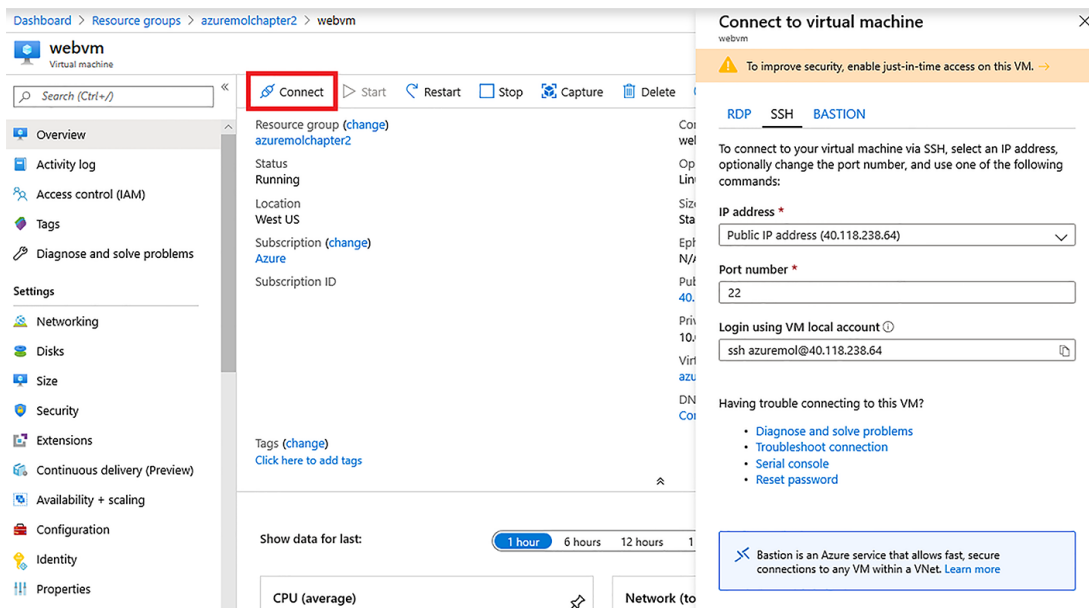 Dashboard > Resource groups > azuremolchapter2 > webvm
webvm
Virtual machine
Search (Ctrl+/)
«
Overview
Activity log
Access control (IAM)
Tags
Diagnose and solve problems
Settings
Networking
Disks
Size
Security
Extensions
Continuous delivery (Preview)
Availability + scaling
Configuration
Identity
Properties
Connect Start Restart Stop Capture Delete
Resource group (change)
azuremolchapter2
Status
Running
Location
West US
Subscription (change)
Azure
Subscription ID
Tags (change)
Click here to add tags
Sta
N/A
40.
10.
Show data for last:
1 hour 6 hours 12 hours 1
CPU (average)
Network (to
Connect to virtual machine
webvm
To improve security, enable just-in-time access on this VM. →
RDP SSH BASTION
To connect to your virtual machine via SSH, select an IP address,
optionally change the port number, and use one of the following
commands:
IP address *
Public IP address (40.118.238.64)
Port number *
22
Login using VM local account
ssh azuremol@40.118.238.64
Having trouble connecting to this VM?
• Diagnose and solve problems
• Troubleshoot connection
• Serial console
• Reset password
Bastion is an Azure service that allows fast, secure
connections to any VM within a VNet. Learn more